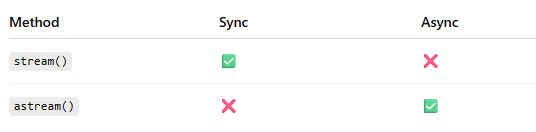 Method Sync Async
stream() ✅ ❌
astream() ❌ ✅